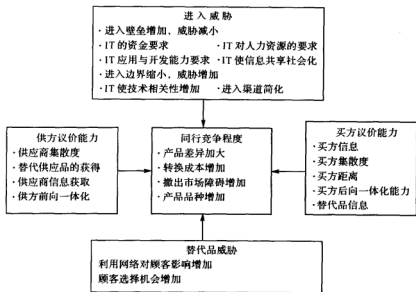 进入威胁
· 进入壁垒增加，威胁减小
· IT的资金要求 · IT对人力资源的要求
· IT应用与开发能力要求 · IT使信息共享社会化
· 进入边界缩小，威胁增加
· IT使技术相关性增加 · 进入渠道简化
供方议价能力
· 供应商集散度
· 替代供应品的获得
· 供应商信息获取
· 供方前向一体化
同行竞争程度
· 产品差异加大
· 转换成本增加
· 撤出市场障碍增加
· 产品品种增加
买方议价能力
· 买方信息
· 买方集散度
· 买方距离
· 买方后向一体化能力
· 替代品信息
替代品威胁
利用网络对顾客影响增加
顾客选择机会增加